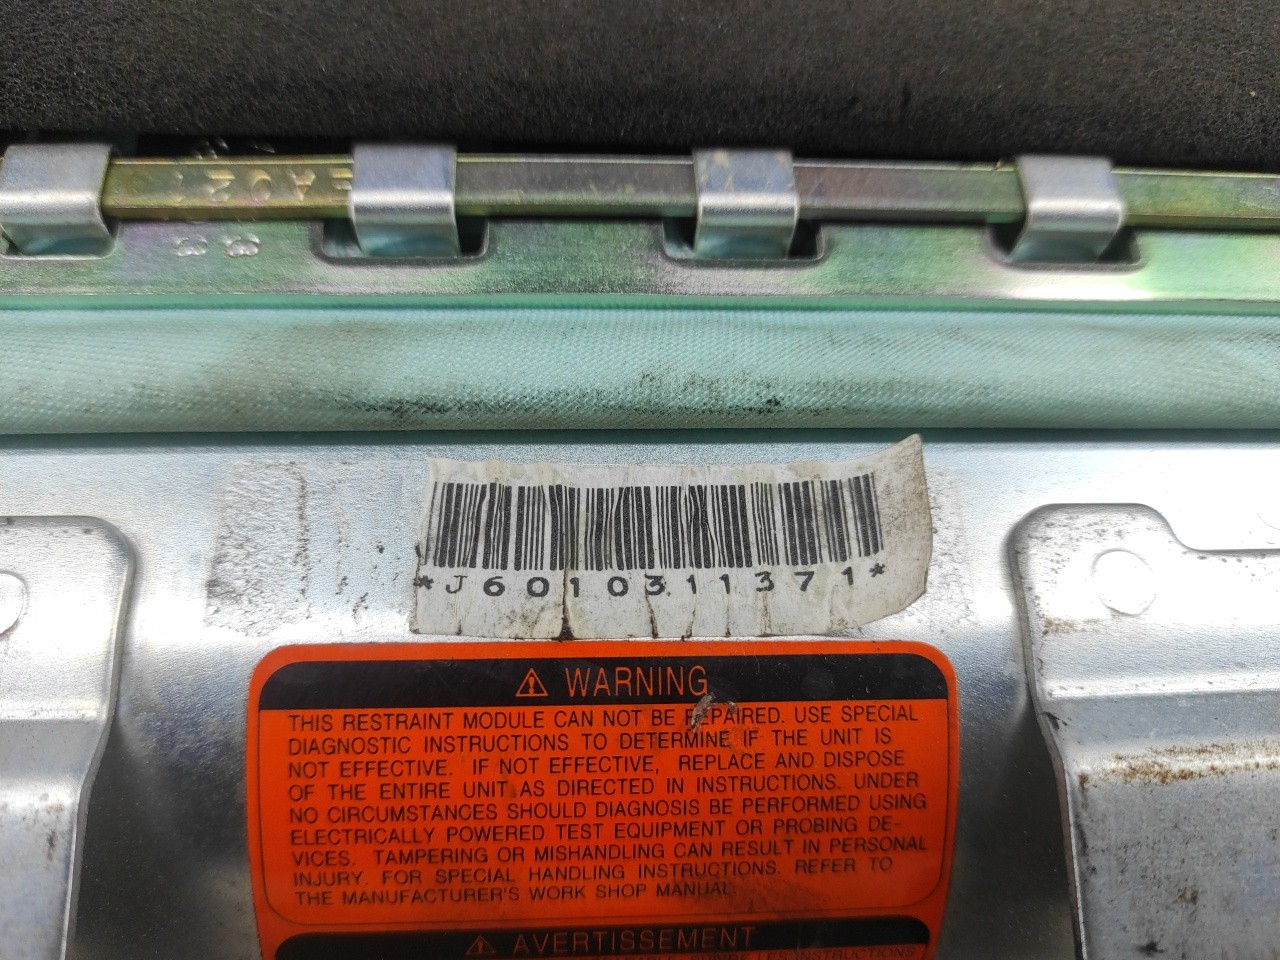 EA021
*J6010311371*
WARNING
THIS RESTRAINT MODULE CAN NOT BE REPAIRED. USE SPECIAL
DIAGNOSTIC INSTRUCTIONS TO DETERMINE IF THE UNIT IS
NOT EFFECTIVE. IF NOT EFFECTIVE, REPLACE AND DISPOSE
OF THE ENTIRE UNIT AS DIRECTED IN INSTRUCTIONS. UNDER
NO CIRCUMSTANCES SHOULD DIAGNOSIS BE PERFORMED USING
ELECTRICALLY POWERED TEST EQUIPMENT OR PROBING DE-
VICES. TAMPERING OR MISHANDLING CAN RESULT IN PERSONAL
INJURY. FOR SPECIAL HANDLING INSTRUCTIONS. REFER TO
THE MANUFACTURER'S WORK SHOP MANUAL.
AVERTISSEMENT